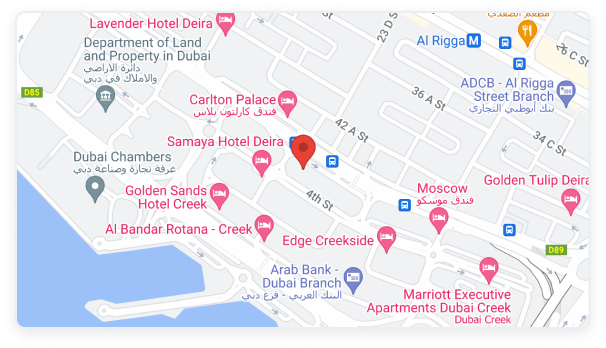 Lavender Hotel Deira
مطعم الصفدي
23 D St
Al Rigga M
26 C St
Department of Land
and Property in Dubai
دائرة الاراضي
والاملاك في دبي
D85
ADCB - Al Rigga
Street Branch
بنك أبوظبي التجاري
36 A St
Carlton Palace
فندق كارلتون بلاس
42 A St
34 C St
Samaya Hotel Deira
Dubai Chambers
غرفة تجارة وصناعة دبي
Golden Sands
Hotel Creek
4th St
Moscow
فندق موسكو
Golden Tulip Deira
Al Bandar Rotana - Creek
Edge Creekside
D89
Arab Bank -
Dubai Branch
البنك العربي - فرع دبي
Marriott Executive
Apartments Dubai Creek
Dubai Creek